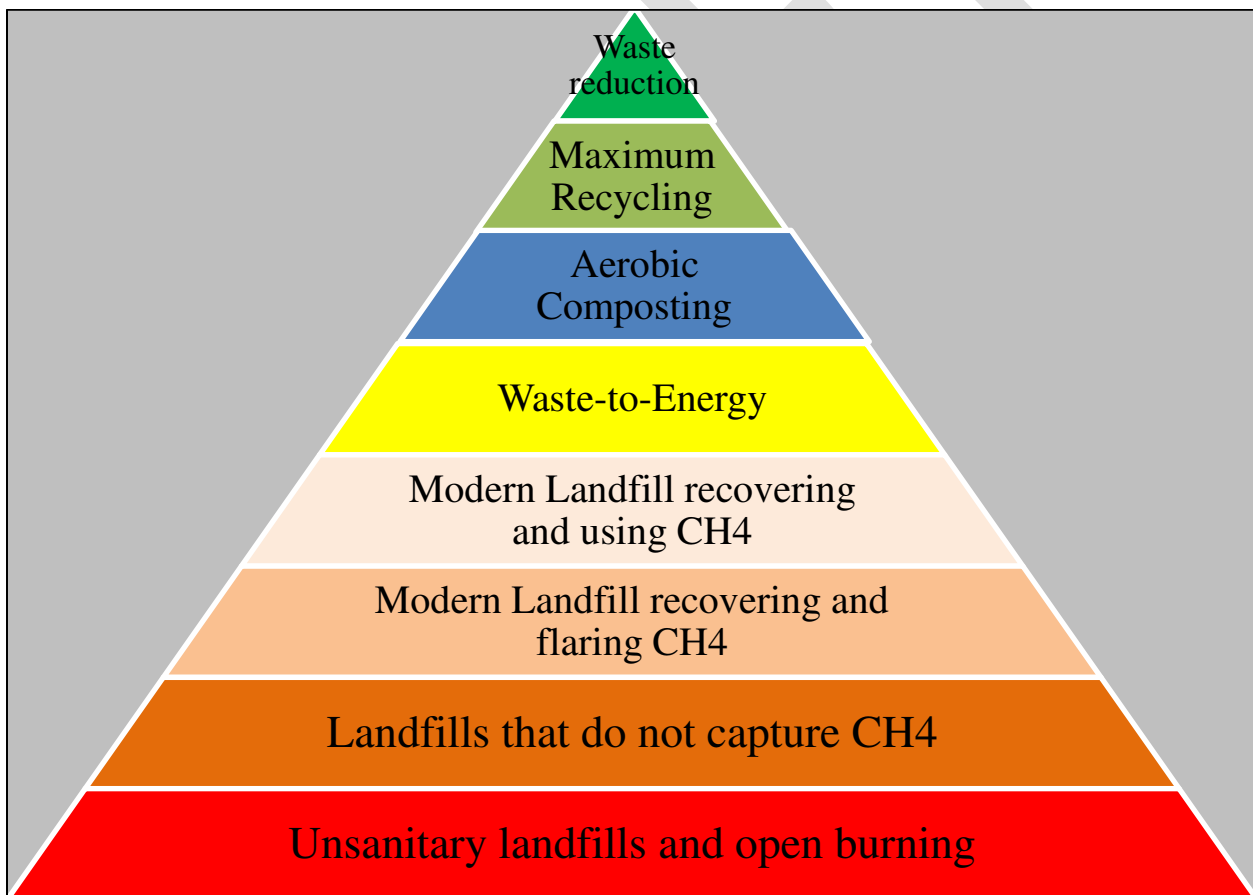 Waste
reduction
Maximum
Recycling
Aerobic
Composting
Waste-to-Energy
Modern Landfill recovering
and using CH4
Modern Landfill recovering and
flaring CH4
Landfills that do not capture CH4
Unsanitary landfills and open burning